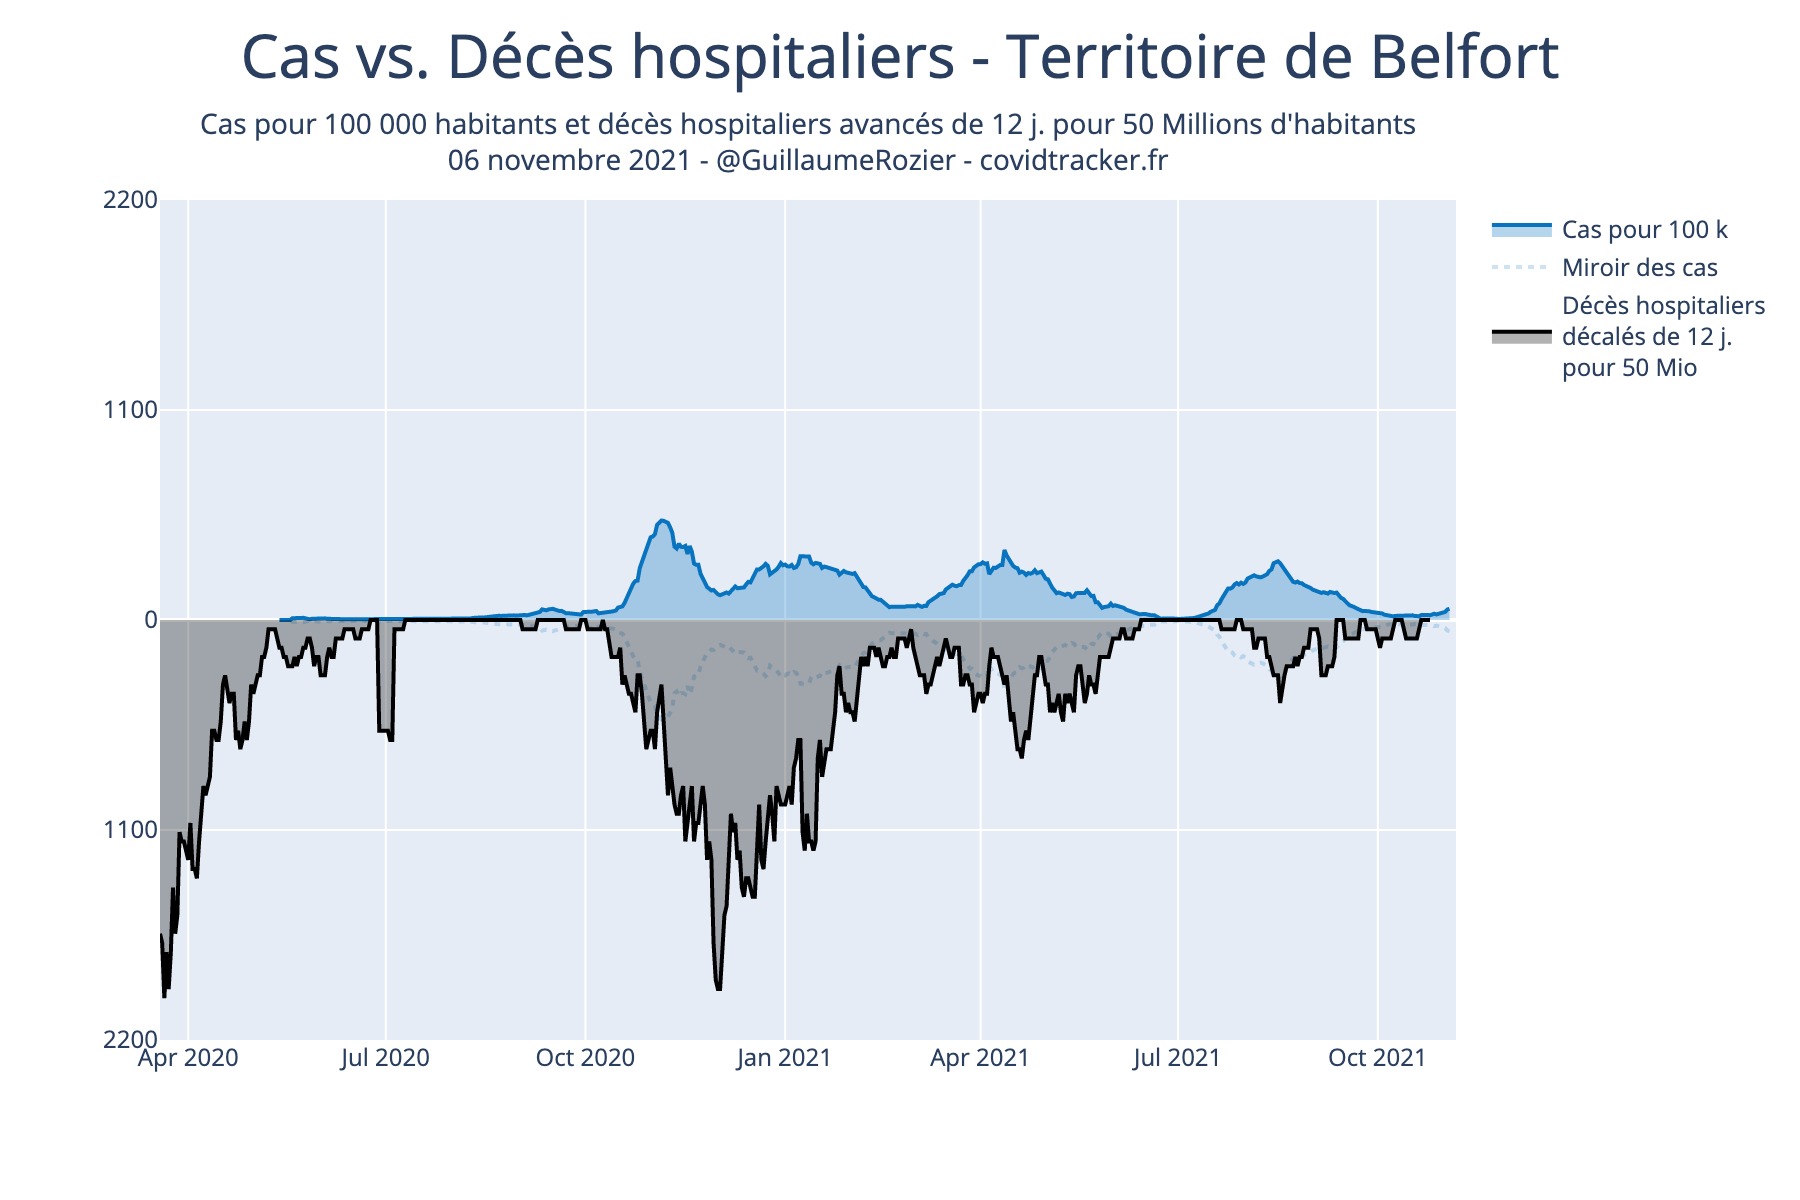 Cas vs. Décès hospitaliers - Territoire de Belfort
Cas pour 100 000 habitants et décès hospitaliers avancés de 12 j. pour 50 Millions d'habitants
06 novembre 2021 - @GuillaumeRozier - covidtracker.fr
2200
1100
0
1100
2200
Apr 2020
Jul 2020
Oct 2020
Jan 2021
Apr 2021
Jul 2021
Oct 2021
Cas pour 100 k
Miroir des cas
Décès hospitaliers
décalés de 12 j.
pour 50 Mio